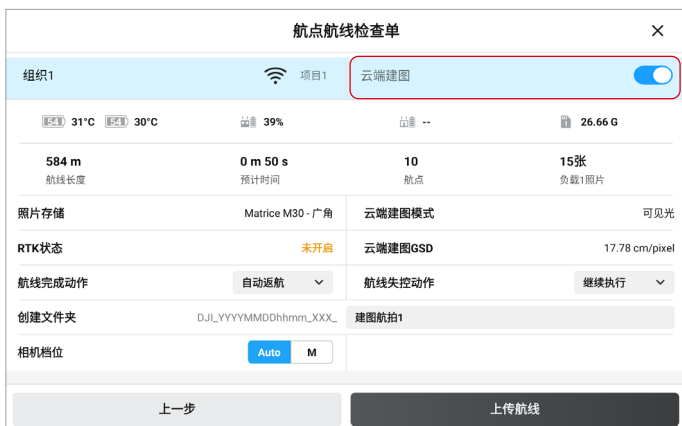 航点航线检查单
组织1 项目1 云端建图
54 31°C 54 30°C 39% -- 1 26.66 G
584 m 0 m 50 s 10 15张
航线长度 预计时间 航点 负载1照片
照片存储 Matrice M30 - 广角 云端建图模式 可见光
RTK状态 未开启 云端建图GSD 17.78 cm/pixel
航线完成动作 自动返航 航线失控动作 继续执行
创建文件夹 DJI_YYYYMMDDhhmm_XXX_ 建图航拍1
相机档位 Auto M
上一步 上传航线